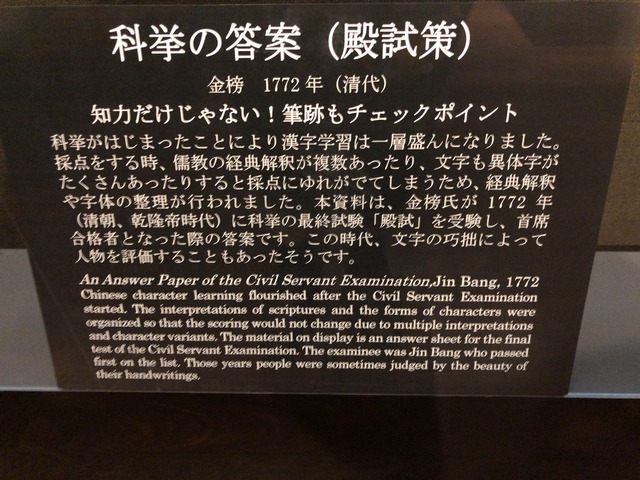 科挙の答案（殿試策）
金榜　1772年（清代）
知力だけじゃない！筆跡もチェックポイント
科挙がはじまったことにより漢字学習は一層盛んになりました。
採点をする時、儒教の経典解釈が複数あったり、文字も異体字が
たくさんあったりすると採点にゆれがでてしまうため、経典解釈
や字体の整理が行われました。本資料は、金榜氏が 1772 年
（清朝、乾隆帝時代）に科挙の最終試験「殿試」を受験し、首席
合格者となった際の答案です。この時代、文字の巧拙によって
人物を評価することもあったそうです。
An Answer Paper of the Civil Servant Examination,Jin Bang, 1772
Chinese character learning flourished after the Civil Servant Examination
started. The interpretations of scriptures and the forms of characters were
organized so that the scoring would not change due to multiple interpretations
and character variants. The material on display is an answer sheet for the final
test of the Civil Servant Examination. The examinee was Jin Bang who passed
first on the list. Those years people were sometimes judged by the beauty of
their handwritings.